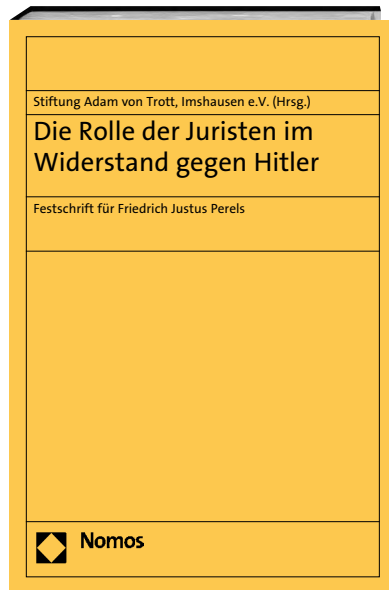 Stiftung Adam von Trott, Imshausen e.V. (Hrsg.)
Die Rolle der Juristen im
Widerstand gegen Hitler
Festschrift für Friedrich Justus Perels
Nomos